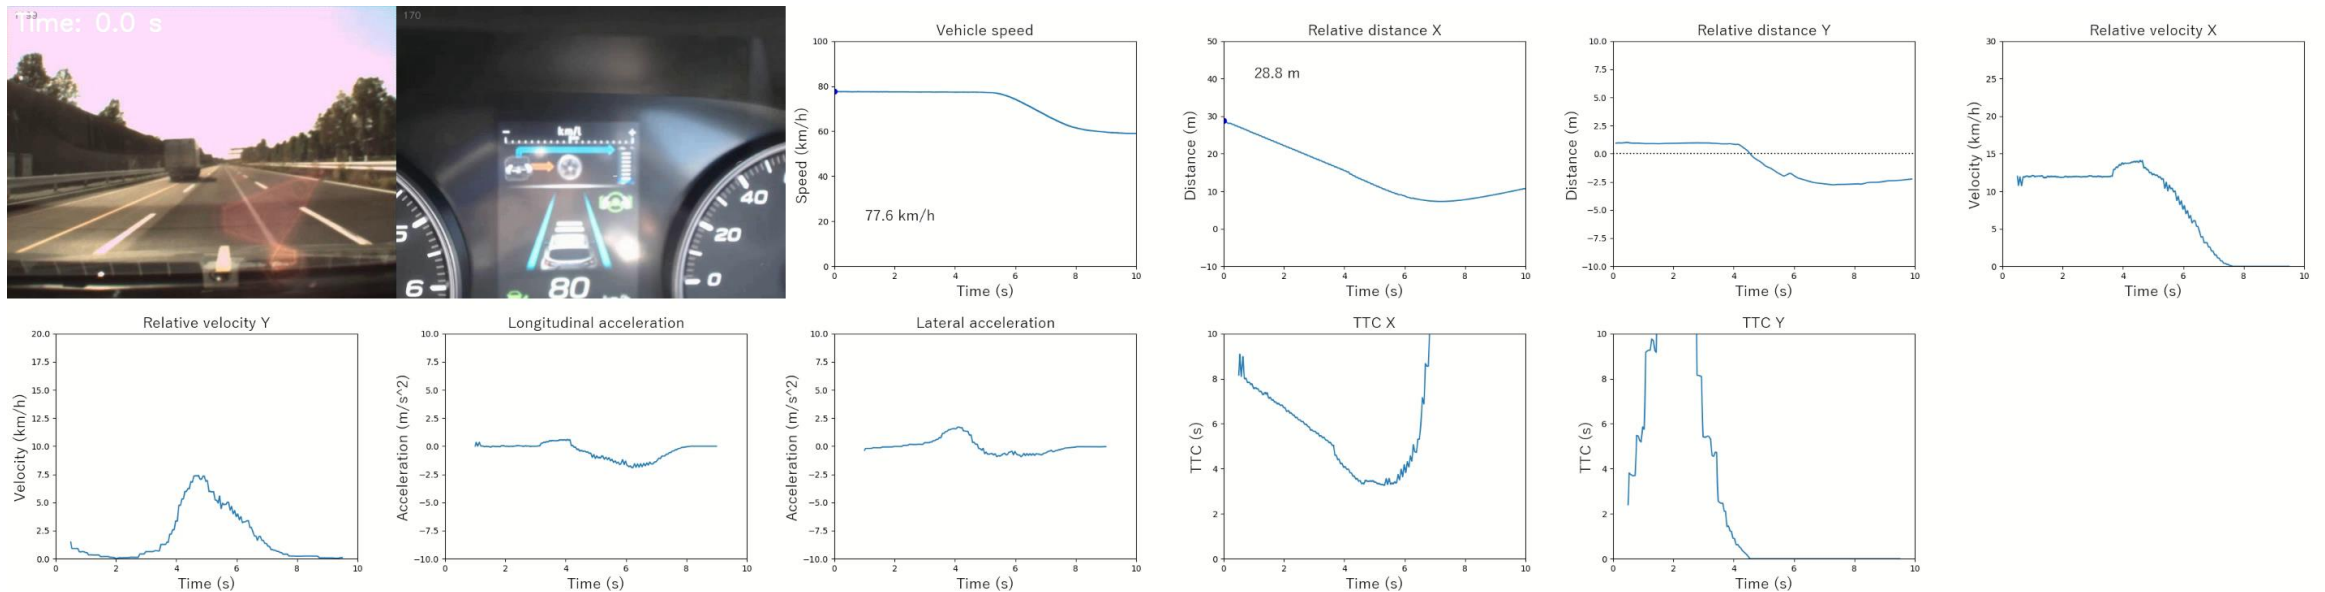 Time: 0.0 s
170
km/l
- +
80
5
6
40
20
0
Vehicle speed
100
80
60
40
20
0
Speed (km/h)
77.6 km/h
0 2 4 6 8 10
Time (s)
Relative distance X
50
40
30
20
10
0
−10
Distance (m)
28.8 m
0 2 4 6 8 10
Time (s)
Relative distance Y
10.0
7.5
5.0
2.5
0.0
−2.5
−5.0
−7.5
−10.0
Distance (m)
0 2 4 6 8 10
Time (s)
Relative velocity X
30
25
20
15
10
5
0
Velocity (km/h)
0 2 4 6 8 10
Time (s)
Relative velocity Y
20.0
17.5
15.0
12.5
10.0
7.5
5.0
2.5
0.0
Velocity (km/h)
0 2 4 6 8 10
Time (s)
Longitudinal acceleration
10.0
7.5
5.0
2.5
0.0
−2.5
−5.0
−7.5
−10.0
Acceleration (m/s^2)
0 2 4 6 8 10
Time (s)
Lateral acceleration
10.0
7.5
5.0
2.5
0.0
−2.5
−5.0
−7.5
−10.0
Acceleration (m/s^2)
0 2 4 6 8 10
Time (s)
TTC X
10
8
6
4
2
0
TTC (s)
0 2 4 6 8 10
Time (s)
TTC Y
10
8
6
4
2
0
TTC (s)
0 2 4 6 8 10
Time (s)